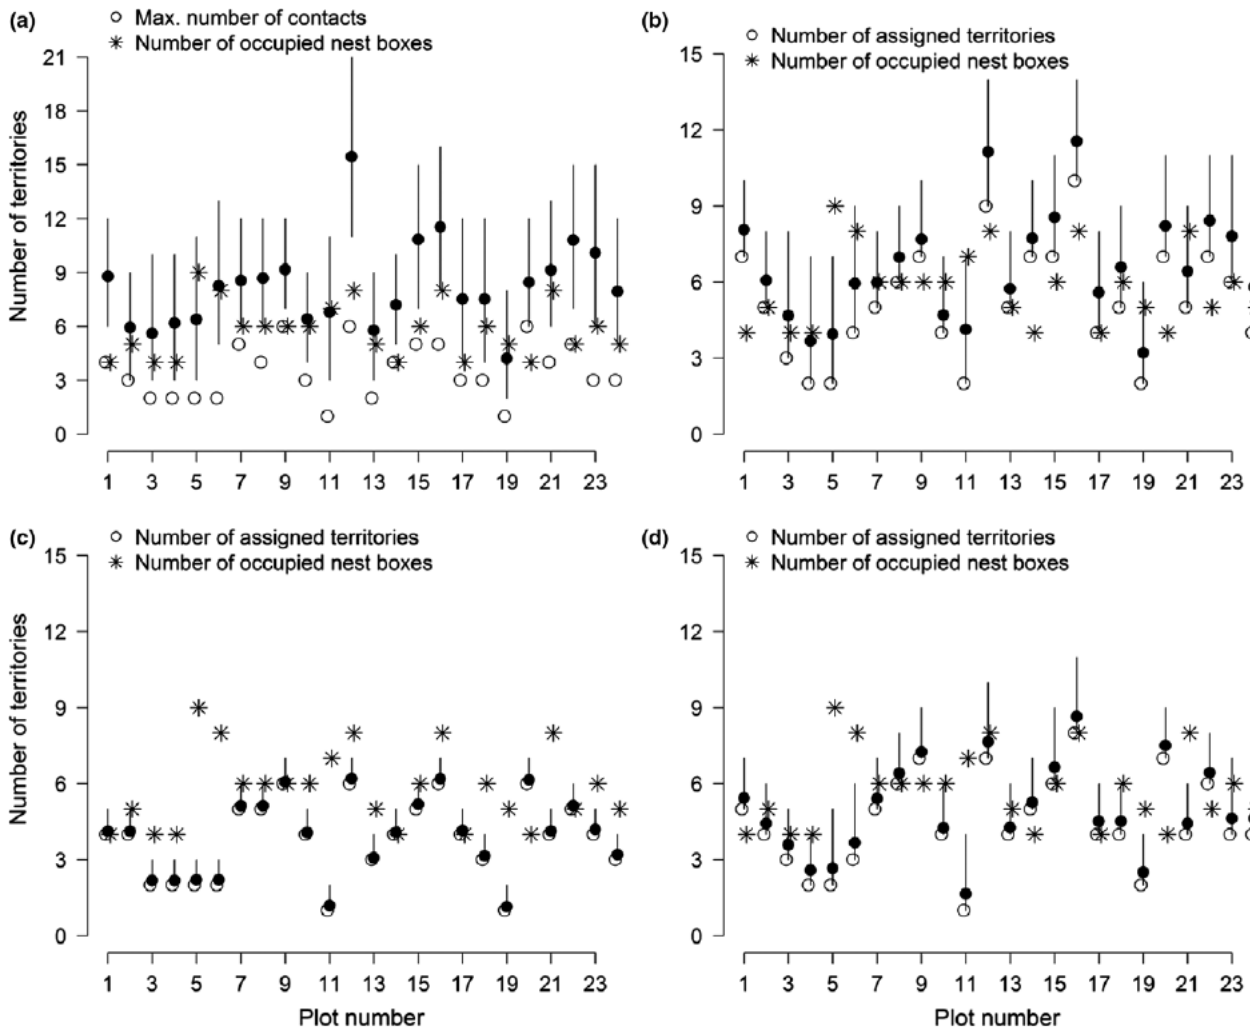 (a)
○ Max. number of contacts
✳ Number of occupied nest boxes
Number of territories
21
18
15
12
9
6
3
0
1 3 5 7 9 11 13 15 17 19 21 23
(b)
○ Number of assigned territories
✳ Number of occupied nest boxes
15
12
9
6
3
0
1 3 5 7 9 11 13 15 17 19 21 23
(c)
○ Number of assigned territories
✳ Number of occupied nest boxes
Number of territories
15
12
9
6
3
0
1 3 5 7 9 11 13 15 17 19 21 23
Plot number
(d)
○ Number of assigned territories
✳ Number of occupied nest boxes
15
12
9
6
3
0
1 3 5 7 9 11 13 15 17 19 21 23
Plot number